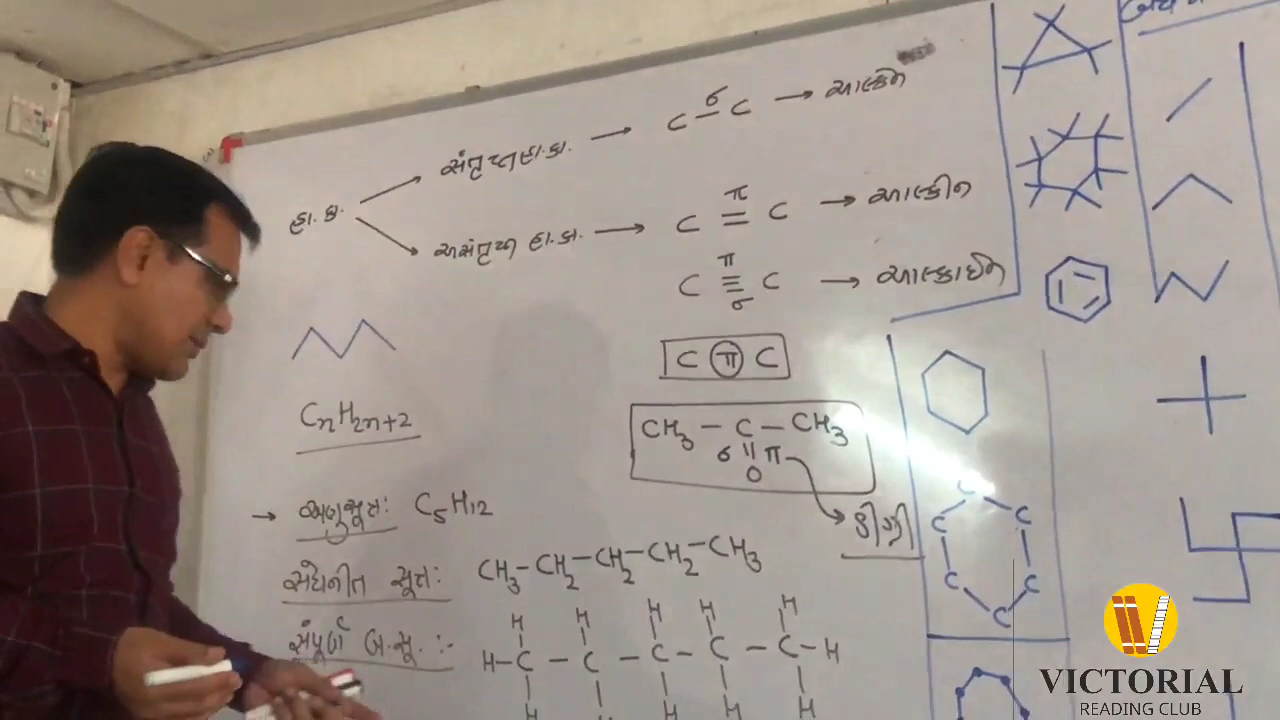 C σ – C → આલ્કેન
સંતૃપ્ત હા.કા. →
હા.કા.
અસંતૃપ્ત હા.કા. → C π = C → આલ્કીન
C π ≡ σ C → આલ્કાઈન
C π C
CnH2n+2
CH3 – C – CH3
σ || π
O
→ અણુસૂત્ર: C5H12
સંઘનીત સૂત્ર: CH3–CH2–CH2–CH2–CH3
સંપૂર્ણ બ.સૂ. :-
H H H H H
H–C – C – C – C – C–H
H H H H
C
C C
C C
C
VICTORIAL
READING CLUB